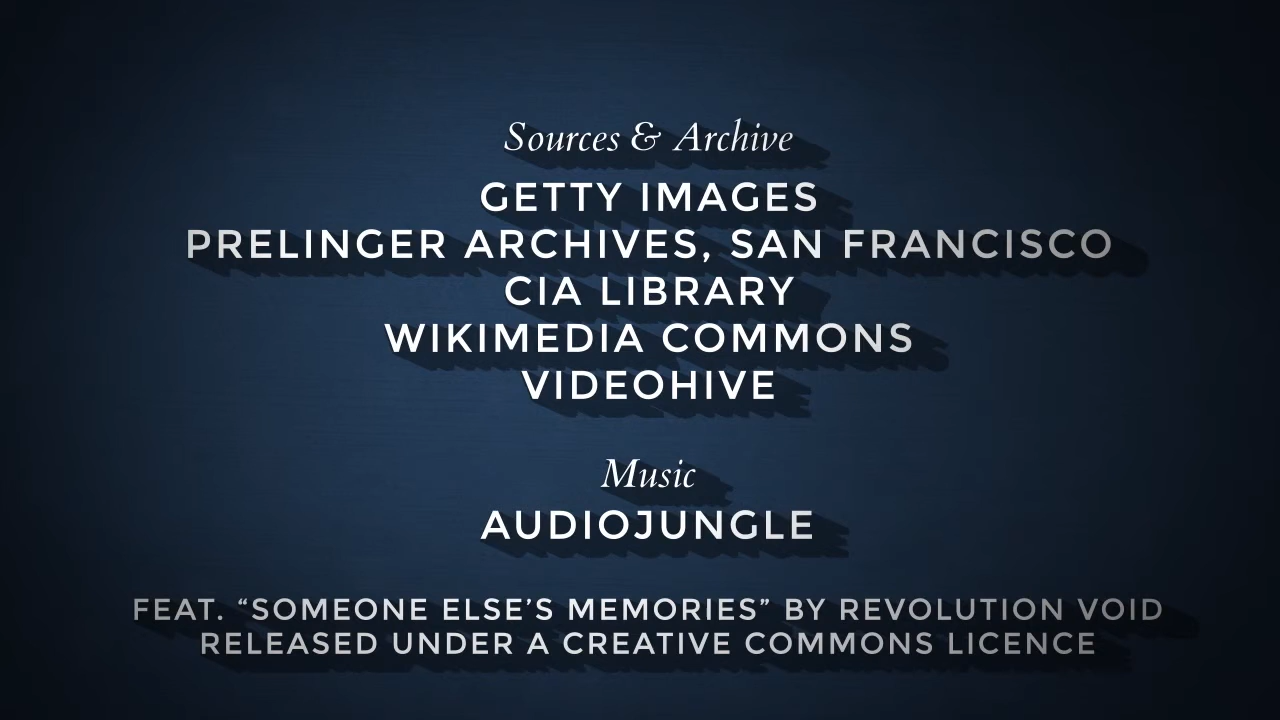 Sources & Archive
GETTY IMAGES
PRELINGER ARCHIVES, SAN FRANCISCO
CIA LIBRARY
WIKIMEDIA COMMONS
VIDEOHIVE
Music
AUDIOJUNGLE
FEAT. “SOMEONE ELSE’S MEMORIES” BY REVOLUTION VOID
RELEASED UNDER A CREATIVE COMMONS LICENCE